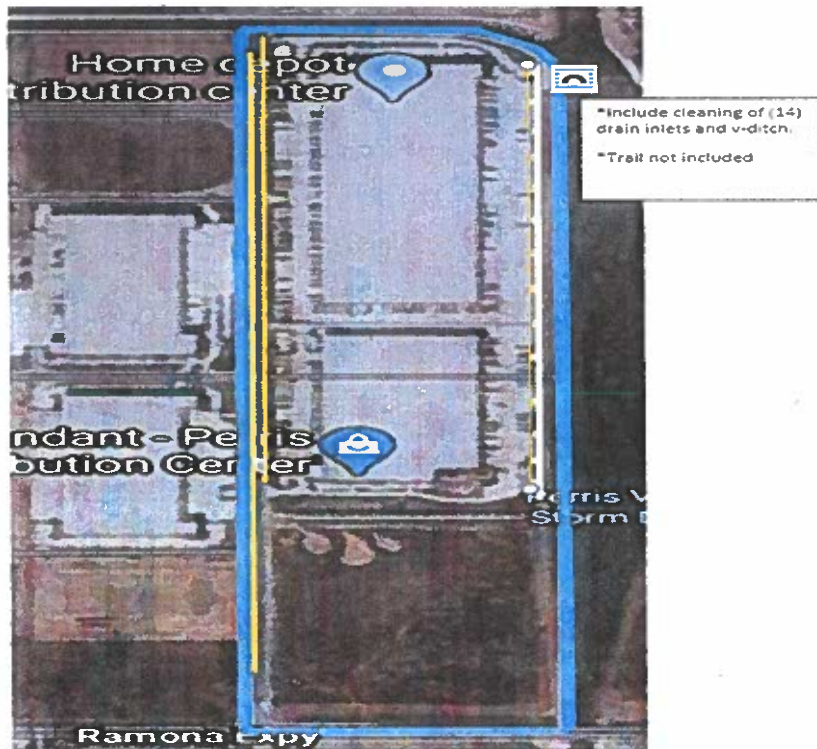 Home depot
tribution center
*Include cleaning of (14)
drain inlets and v-ditch.
*Trail not included
ndant - Perris
bution Center
Perris V
Storm D
Ramona Expy